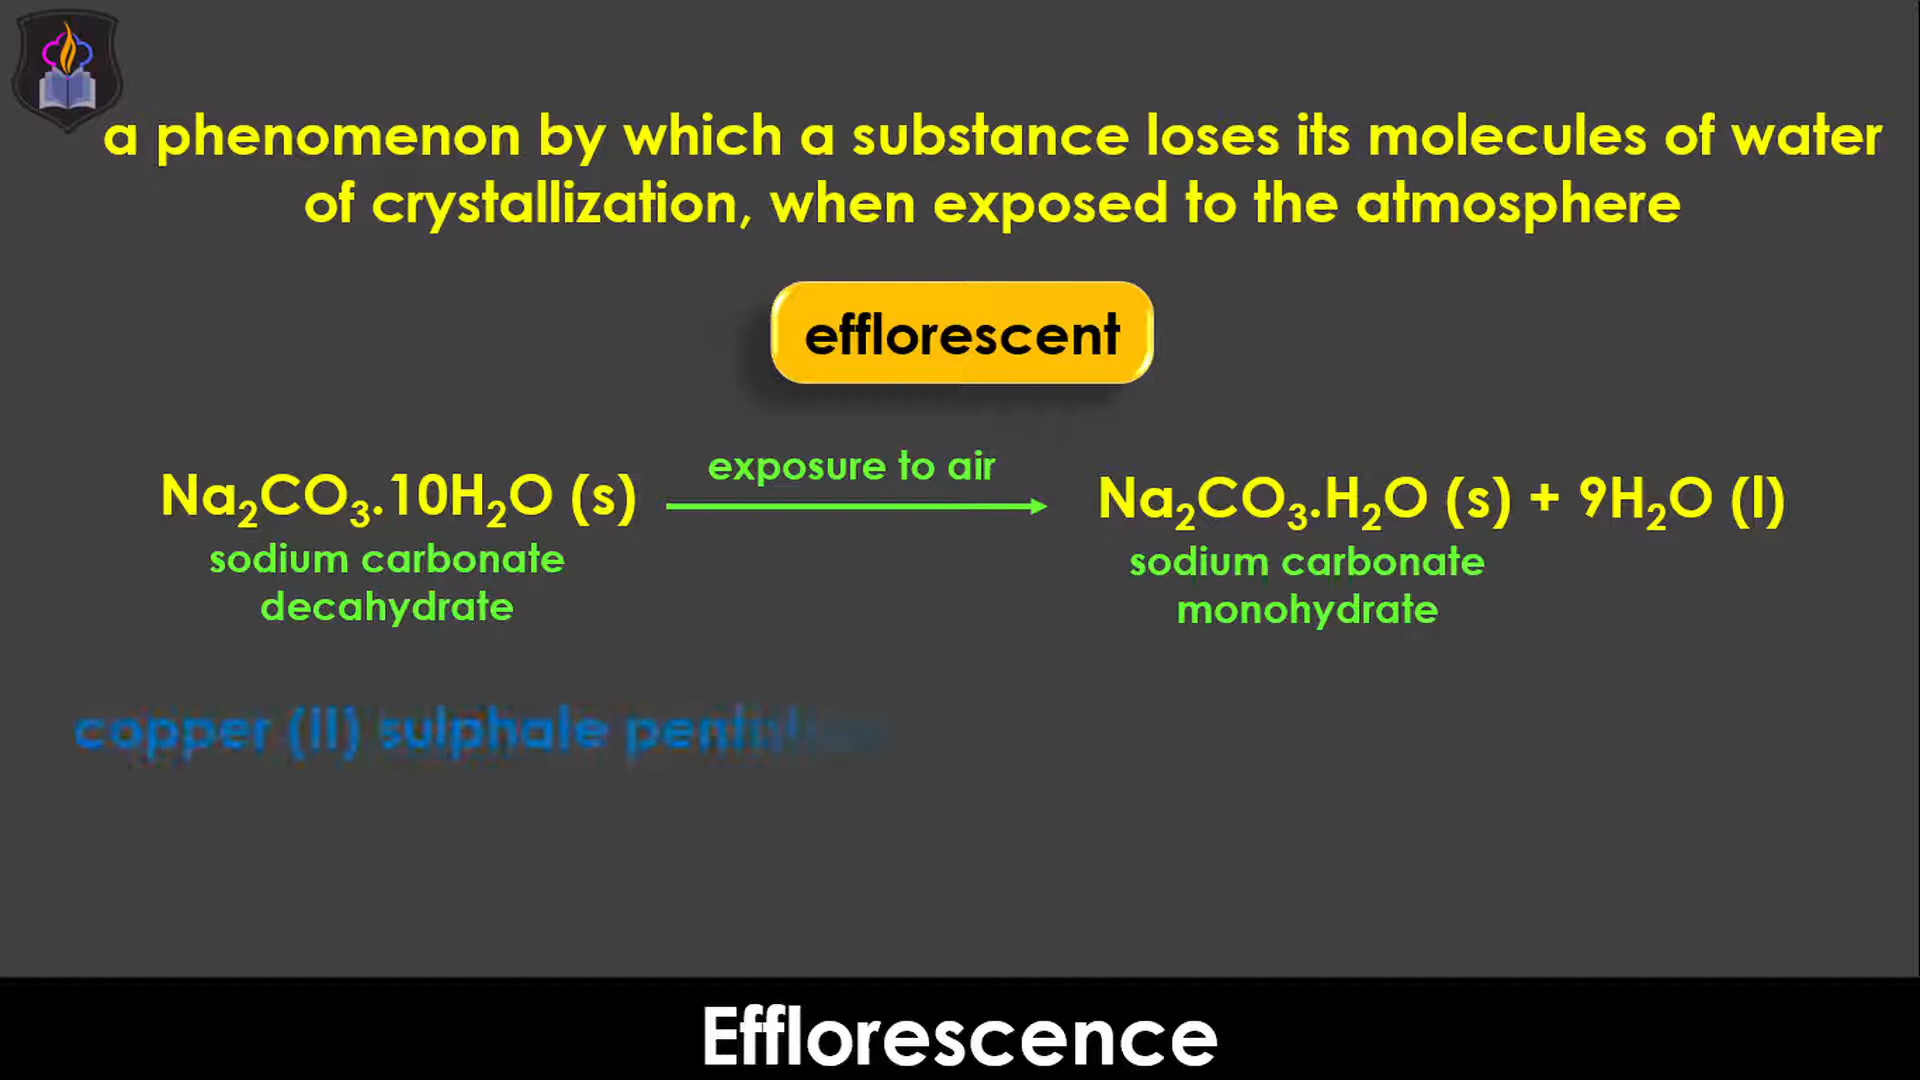 a phenomenon by which a substance loses its molecules of water
of crystallization, when exposed to the atmosphere
efflorescent
exposure to air
Na₂CO₃.10H₂O (s) Na₂CO₃.H₂O (s) + 9H₂O (l)
sodium carbonate sodium carbonate
decahydrate monohydrate
copper (II) sulphate
Efflorescence